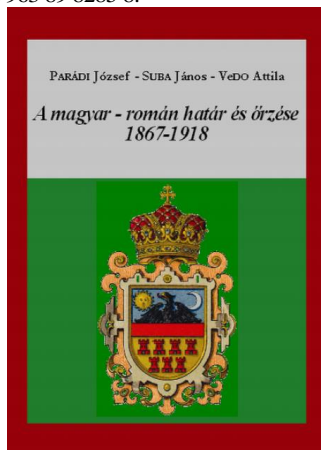 PARÁDI József - SUBA János - VEDO Attila
A magyar - román határ és őrzése
1867-1918